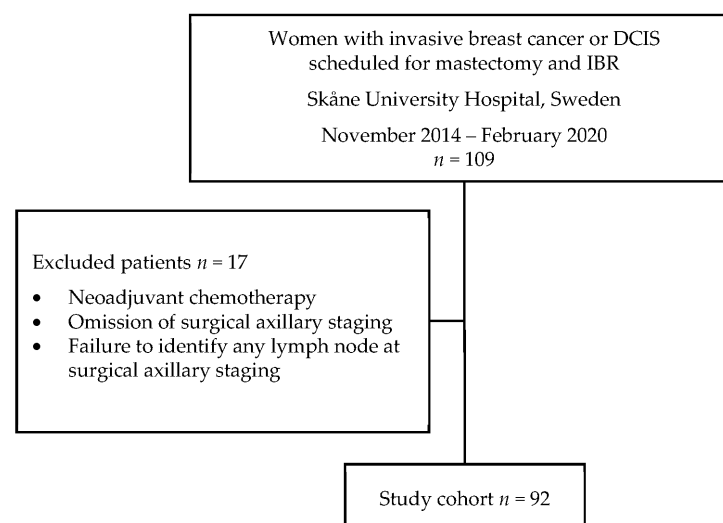 Women with invasive breast cancer or DCIS
scheduled for mastectomy and IBR
Skåne University Hospital, Sweden
November 2014 – February 2020
n = 109
Excluded patients n = 17
• Neoadjuvant chemotherapy
• Omission of surgical axillary staging
• Failure to identify any lymph node at
surgical axillary staging
Study cohort n = 92